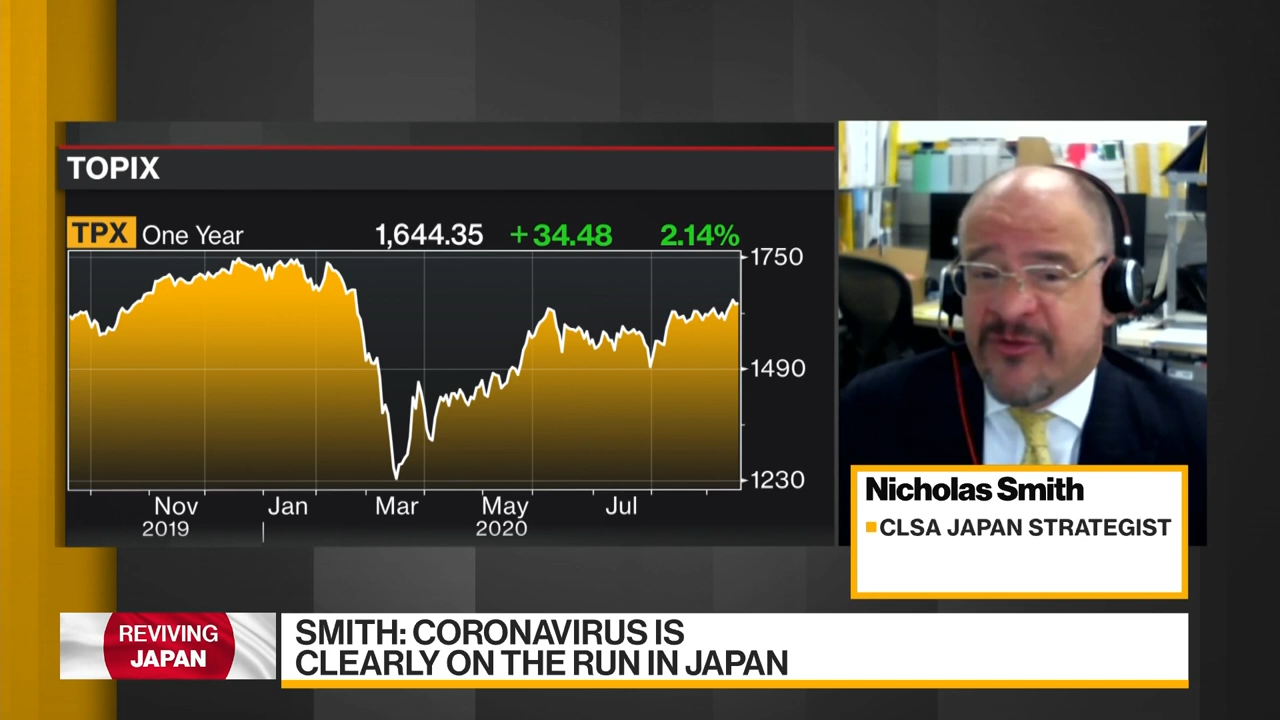 TOPIX
TPX One Year 1,644.35 +34.48 2.14%
1750
1490
1230
Nov Jan Mar May Jul
2019 2020
Nicholas Smith
CLSA JAPAN STRATEGIST
REVIVING
JAPAN
SMITH: CORONAVIRUS IS
CLEARLY ON THE RUN IN JAPAN